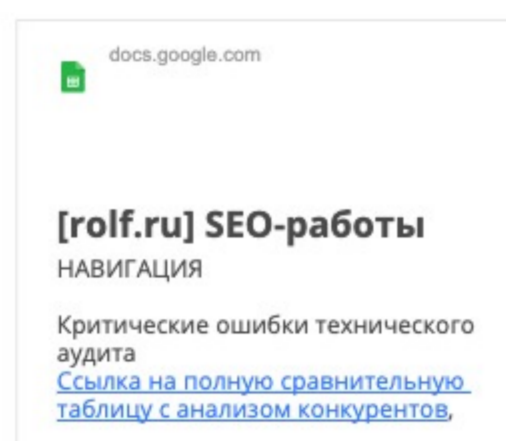 docs.google.com
[rolf.ru] SEO-работы
НАВИГАЦИЯ
Критические ошибки технического
аудита
Ссылка на полную сравнительную
таблицу с анализом конкурентов,